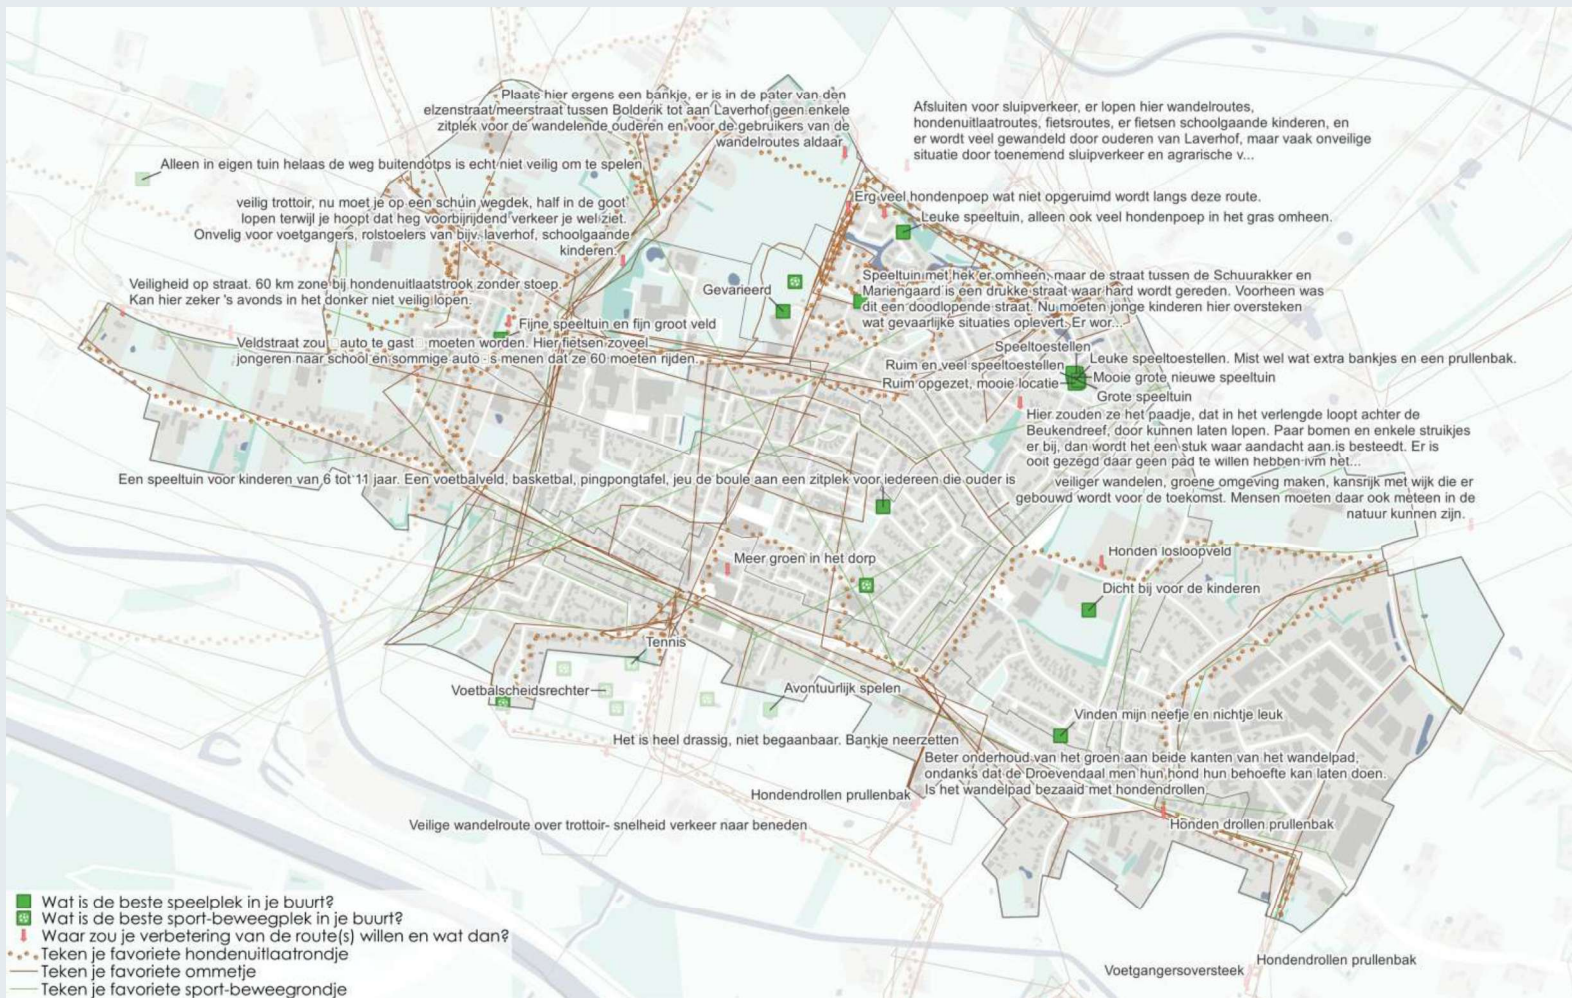 Plaats hier ergens een bankje, er is in de pater van den
elzenstraat/meerstraat tussen Bolderik tot aan Laverhof geen enkele
zitplek voor de wandelende ouderen en voor de gebruikers van de
wandelroutes aldaar
Afsluiten voor sluipverkeer, er lopen hier wandelroutes,
hondenuitlaatroutes, fietsroutes, er fietsen schoolgaande kinderen, en
er wordt veel gewandeld door ouderen van Laverhof, maar vaak onveilige
situatie door toenemend sluipverkeer en agrarische v...
Alleen in eigen tuin helaas de weg buitendotps is echt niet veilig om te spelen
veilig trottoir, nu moet je op een schuin wegdek, half in de goot
lopen terwijl je hoopt dat heg voorbijrijdend verkeer je wel ziet.
Onvelig voor voetgangers, rolstoelers van bijv. laverhof, schoolgaande
kinderen.
Erg veel hondenpoep wat niet opgeruimd wordt langs deze route.
Leuke speeltuin, alleen ook veel hondenpoep in het gras omheen.
Veiligheid op straat. 60 km zone bij hondenuitlaatstrook zonder stoep.
Kan hier zeker 's avonds in het donker niet veilig lopen.
Gevarieerd
Speeltuin met hek er omheen, maar de straat tussen de Schuurakker en
Mariengaard is een drukke straat waar hard wordt gereden. Voorheen was
dit een doodlopende straat. Nu moeten jonge kinderen hier oversteken
wat gevaarlijke situaties oplevert. Er wor...
Fijne speeltuin en fijn groot veld
Veldstraat zou □auto te gast□ moeten worden. Hier fietsen zoveel
jongeren naar school en sommige auto□s menen dat ze 60 moeten rijden.
Speeltoestellen
Leuke speeltoestellen. Mist wel wat extra bankjes en een prullenbak.
Ruim en veel speeltoestellen
Mooie grote nieuwe speeltuin
Ruim opgezet, mooie locatie
Grote speeltuin
Hier zouden ze het paadje, dat in het verlengde loopt achter de
Beukendreef, door kunnen laten lopen. Paar bomen en enkele struikjes
er bij, dan wordt het een stuk waar aandacht aan is besteedt. Er is
ooit gezegd daar geen pad te willen hebben ivm het...
Een speeltuin voor kinderen van 6 tot 11 jaar. Een voetbalveld, basketbal, pingpongtafel, jeu de boule aan een zitplek voor iedereen die ouder is
veiliger wandelen, groene omgeving maken, kansrijk met wijk die er
gebouwd wordt voor de toekomst. Mensen moeten daar ook meteen in de
natuur kunnen zijn.
Meer groen in het dorp
Honden losloopveld
Dicht bij voor de kinderen
Tennis
Voetbalscheidsrechter
Avontuurlijk spelen
Vinden mijn neefje en nichtje leuk
Het is heel drassig, niet begaanbaar. Bankje neerzetten
Beter onderhoud van het groen aan beide kanten van het wandelpad,
ondanks dat de Droevendaal men hun hond hun behoefte kan laten doen.
Is het wandelpad bezaaid met hondendrollen
Hondendrollen prullenbak
Veilige wandelroute over trottoir- snelheid verkeer naar beneden
Honden drollen prullenbak
Hondendrollen prullenbak
Voetgangersoversteek
Wat is de beste speelplek in je buurt?
Wat is de beste sport-beweegplek in je buurt?
Waar zou je verbetering van de route(s) willen en wat dan?
Teken je favoriete hondenuitlaatrondje
Teken je favoriete ommetje
Teken je favoriete sport-beweegrondje